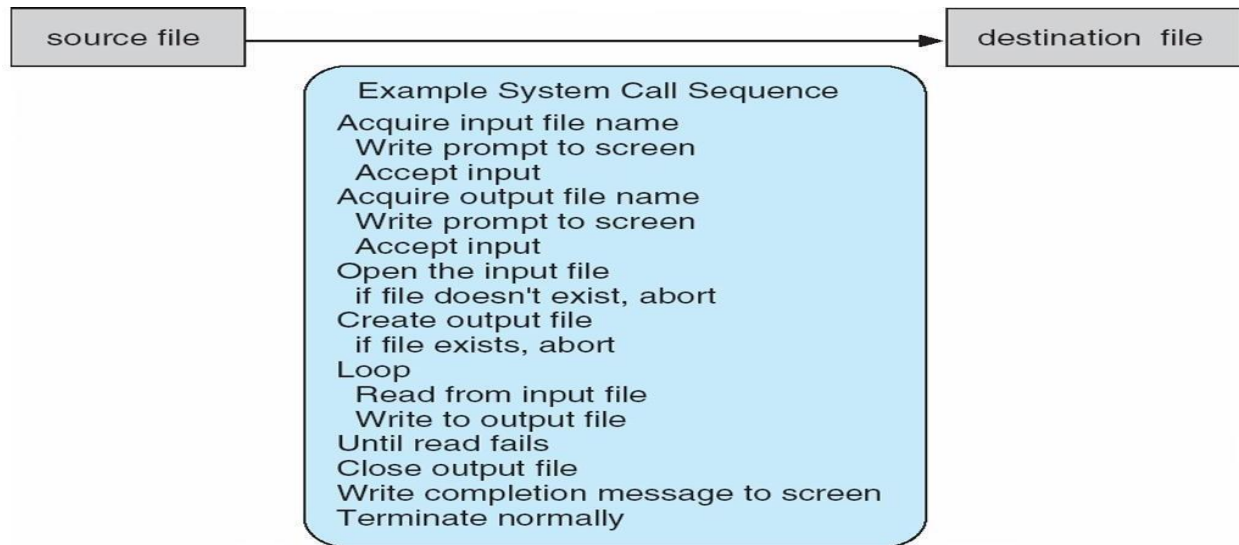 source file
destination file
Example System Call Sequence
Acquire input file name
Write prompt to screen
Accept input
Acquire output file name
Write prompt to screen
Accept input
Open the input file
if file doesn't exist, abort
Create output file
if file exists, abort
Loop
Read from input file
Write to output file
Until read fails
Close output file
Write completion message to screen
Terminate normally